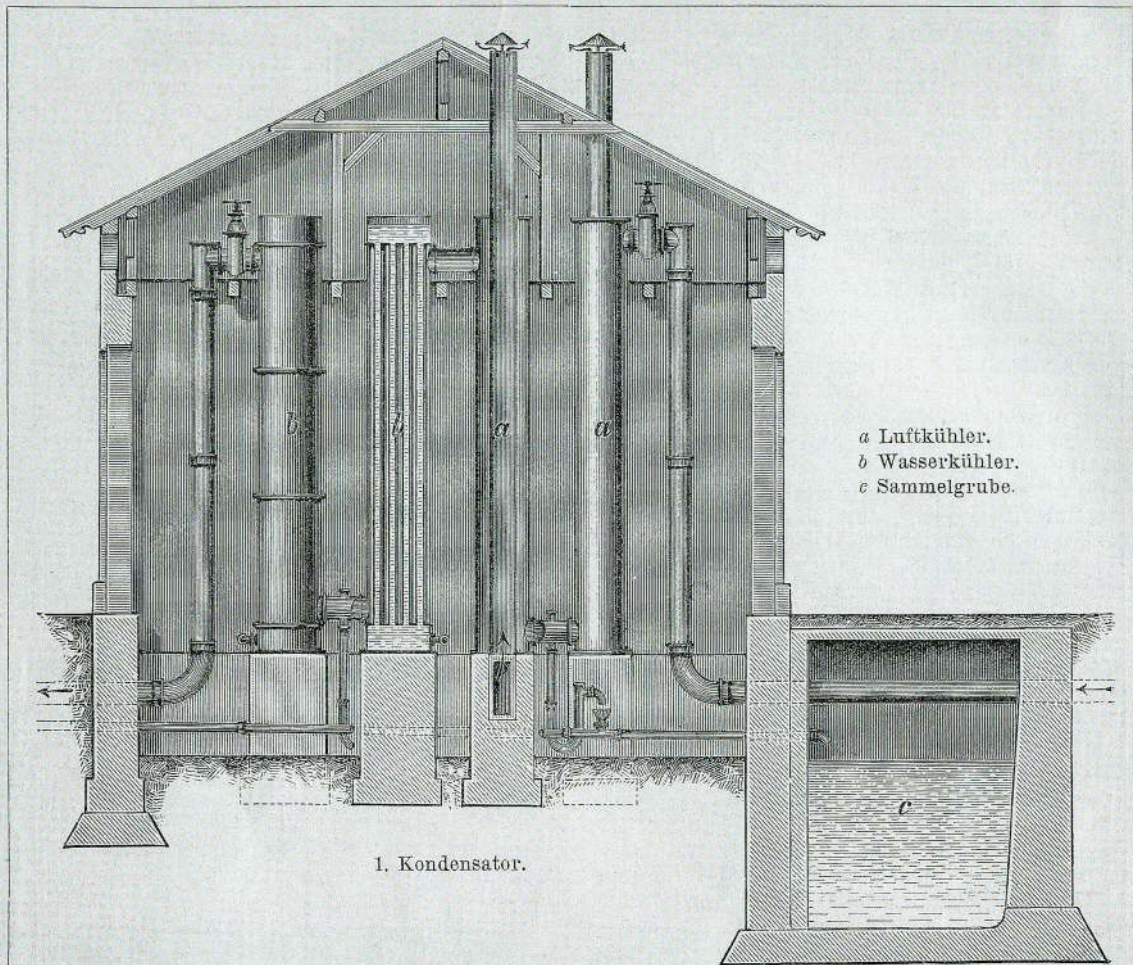 b
b
a
a
a Luftkühler.
b Wasserkühler.
c Sammelgrube.
c
1. Kondensator.